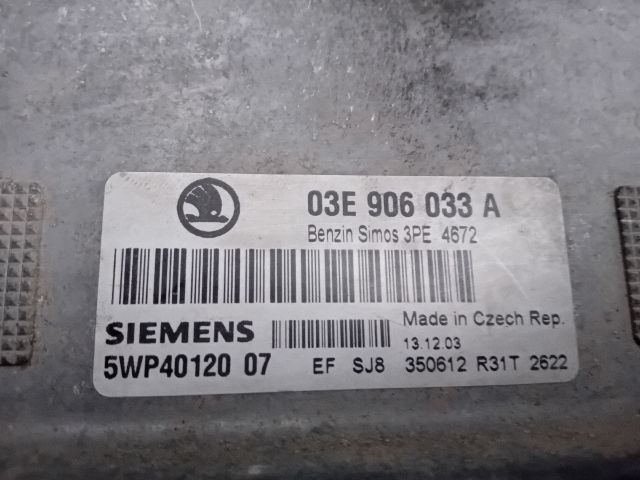 03E 906 033 A
Benzin Simos 3PE 4672
SIEMENS
Made in Czech Rep.
13.12.03
5WP40120 07
EF SJ8 350612 R31T 2622